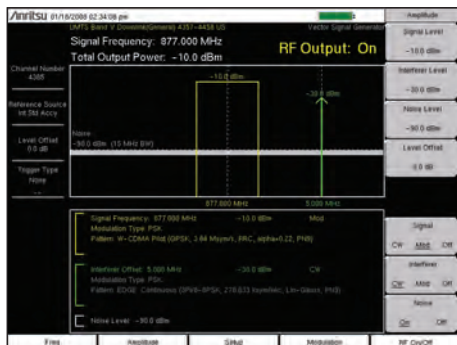 Anritsu 01/16/2008 02:34:08 pm
Amplitude
UMTS Band V Downlink(General) 4357-4458 US
Vector Signal Generator
Signal Frequency: 877.000 MHz
Total Output Power: -10.0 dBm
RF Output: On
Signal Level
-10.0 dBm
Interferer Level
-30.0 dBm
Noise Level
-90.0 dBm
Level Offset
0.0 dB
Channel Number
4385
Reference Source
Int Std Accy
Level Offset
0.0 dB
Trigger Type
None
--
-10.0 dBm
-30.0 dBm
Noise
-90.0 dBm (10 MHz BW)
877.000 MHz
5.000 MHz
Signal Frequency: 877.000 MHz -10.0 dBm Mod
Modulation Type: PSK
Pattern: W-CDMA Pilot (QPSK, 3.84 Msym/s, RRC, alpha=0.22, PN9)
Interferer Offset: 5.000 MHz -30.0 dBm CW
Modulation Type: PSK
Pattern: EDGE Continuous 270.833 ksym/sec, Lin-Gauss, PN9)
Noise Level: -90.0 dBm
Signal
CW Mod Off
Interferer
CW Mod Off
Noise
On Off
Freq
Amplitude
Setup
Modulation
RF On/Off